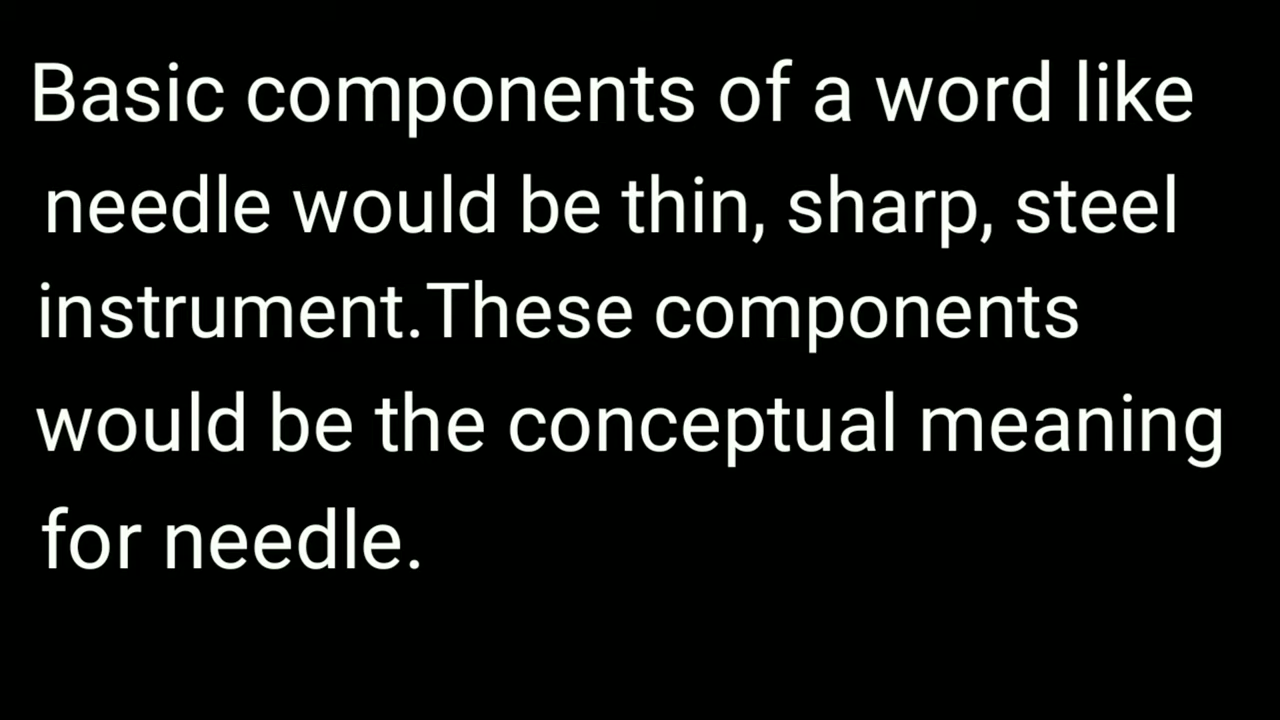 Basic components of a word like
needle would be thin, sharp, steel
instrument.These components
would be the conceptual meaning
for needle.